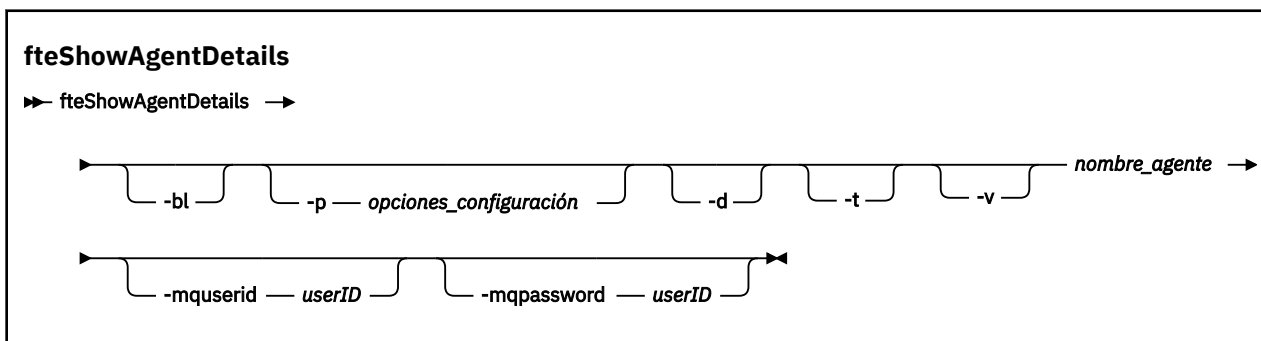 fteShowAgentDetails
fteShowAgentDetails
-bl -p opciones_configuración -d -t -v nombre_agente
-mquserid userID -mqpassword userID